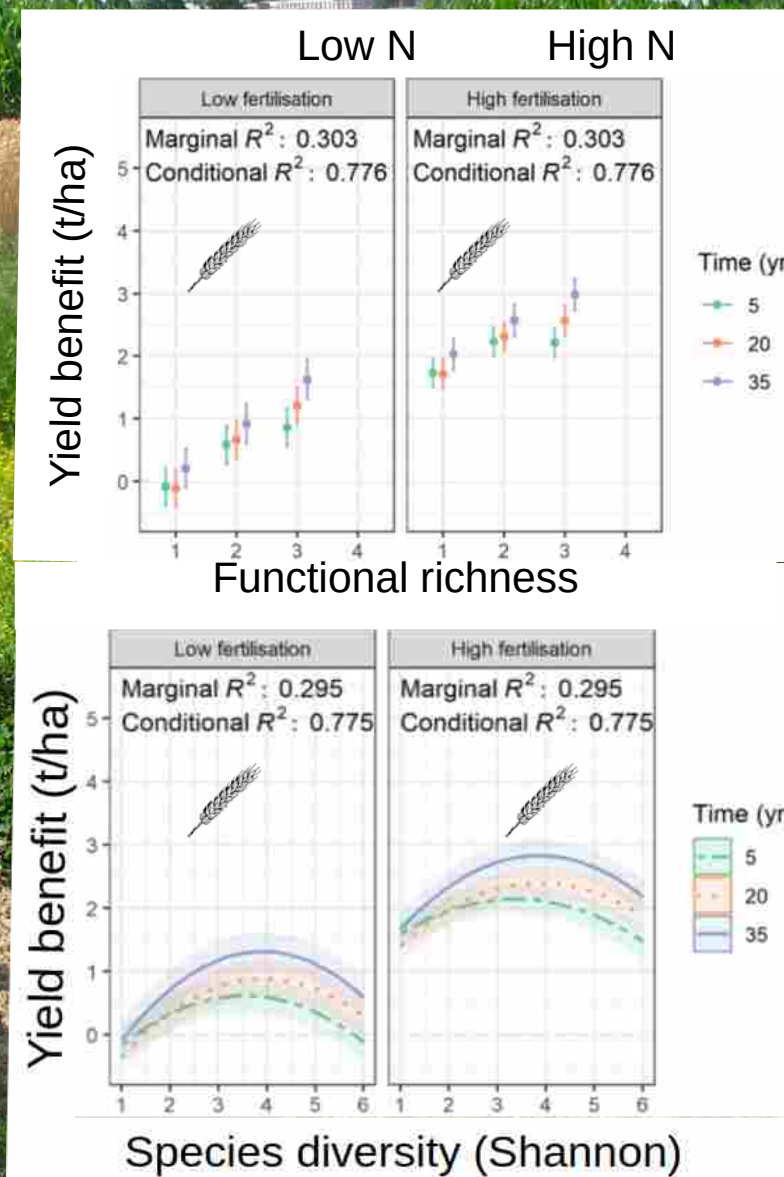 Low N High N
Low fertilisation High fertilisation
Marginal R²: 0.303 Marginal R²: 0.303
Conditional R²: 0.776 Conditional R²: 0.776
Yield benefit (t/ha)
5
4
3
2
1
0
Time (yr
5
20
35
1 2 3 4 1 2 3 4
Functional richness
Low fertilisation High fertilisation
Marginal R²: 0.295 Marginal R²: 0.295
Conditional R²: 0.775 Conditional R²: 0.775
Yield benefit (t/ha)
5
4
3
2
1
0
Time (yr
5
20
35
1 2 3 4 5 6 1 2 3 4 5 6
Species diversity (Shannon)